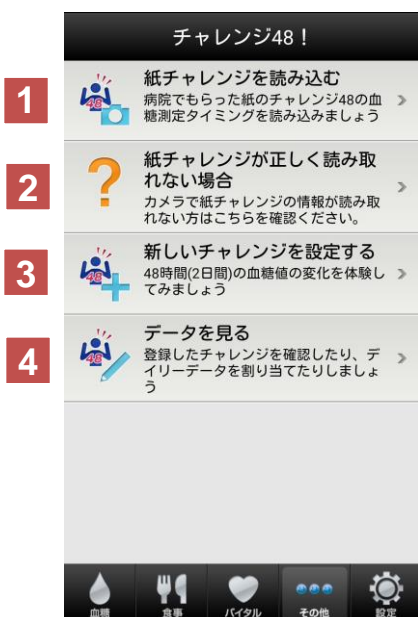 チャレンジ48！
1
紙チャレンジを読み込む
病院でもらった紙のチャレンジ48の血
糖測定タイミングを読み込みましょう
2
紙チャレンジが正しく読み取
れない場合
カメラで紙チャレンジの情報が読み取
れない方はこちらを確認ください。
3
新しいチャレンジを設定する
48時間(2日間)の血糖値の変化を体験し
てみましょう
4
データを見る
登録したチャレンジを確認したり、デ
イリーデータを割り当てたりしましょ
う
48
48
48
血糖 食事 バイタル その他 設定